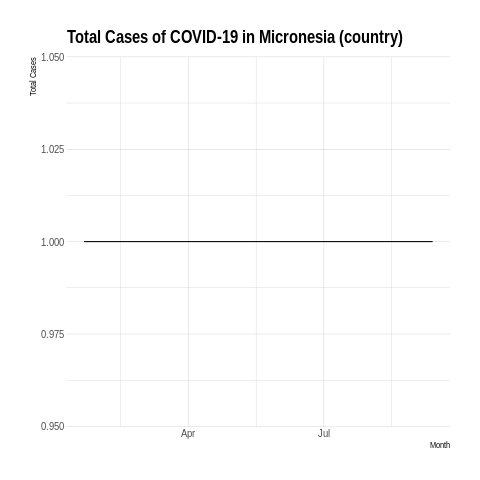 Total Cases of COVID-19 in Micronesia (country)
Total Cases
1.050
1.025
1.000
0.975
0.950
Apr Jul
Month